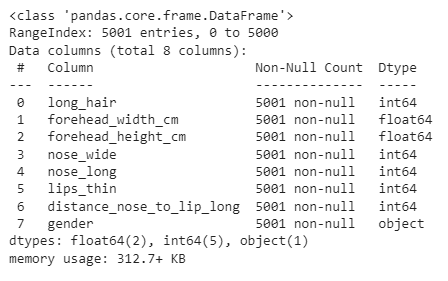 <class 'pandas.core.frame.DataFrame'>
RangeIndex: 5001 entries, 0 to 5000
Data columns (total 8 columns):
 #   Column                     Non-Null Count  Dtype
---  ------                     --------------  -----
 0   long_hair                  5001 non-null   int64
 1   forehead_width_cm          5001 non-null   float64
 2   forehead_height_cm         5001 non-null   float64
 3   nose_wide                  5001 non-null   int64
 4   nose_long                  5001 non-null   int64
 5   lips_thin                  5001 non-null   int64
 6   distance_nose_to_lip_long  5001 non-null   int64
 7   gender                     5001 non-null   object
dtypes: float64(2), int64(5), object(1)
memory usage: 312.7+ KB